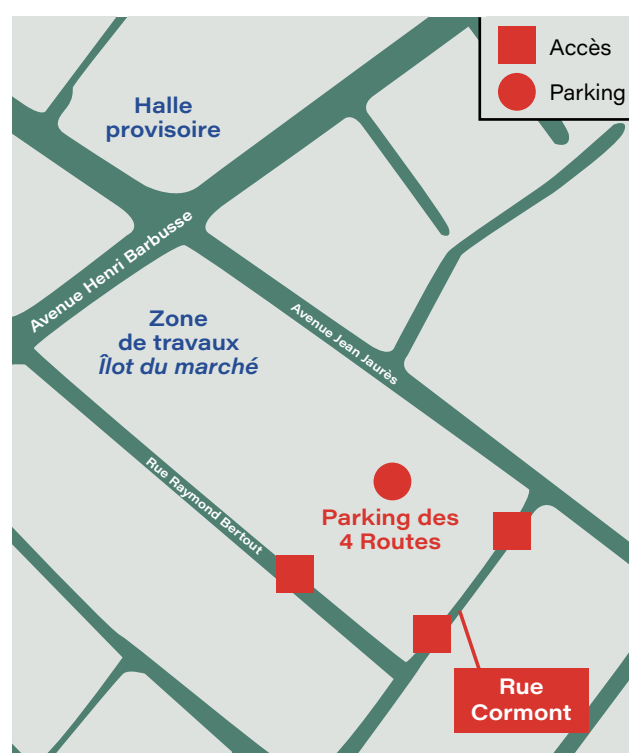 Accès
Parking
Halle
provisoire
Avenue Henri Barbusse
Zone
de travaux
Îlot du marché
Avenue Jean Jaurès
Rue Raymond Bertout
Parking des
4 Routes
Rue
Cormont